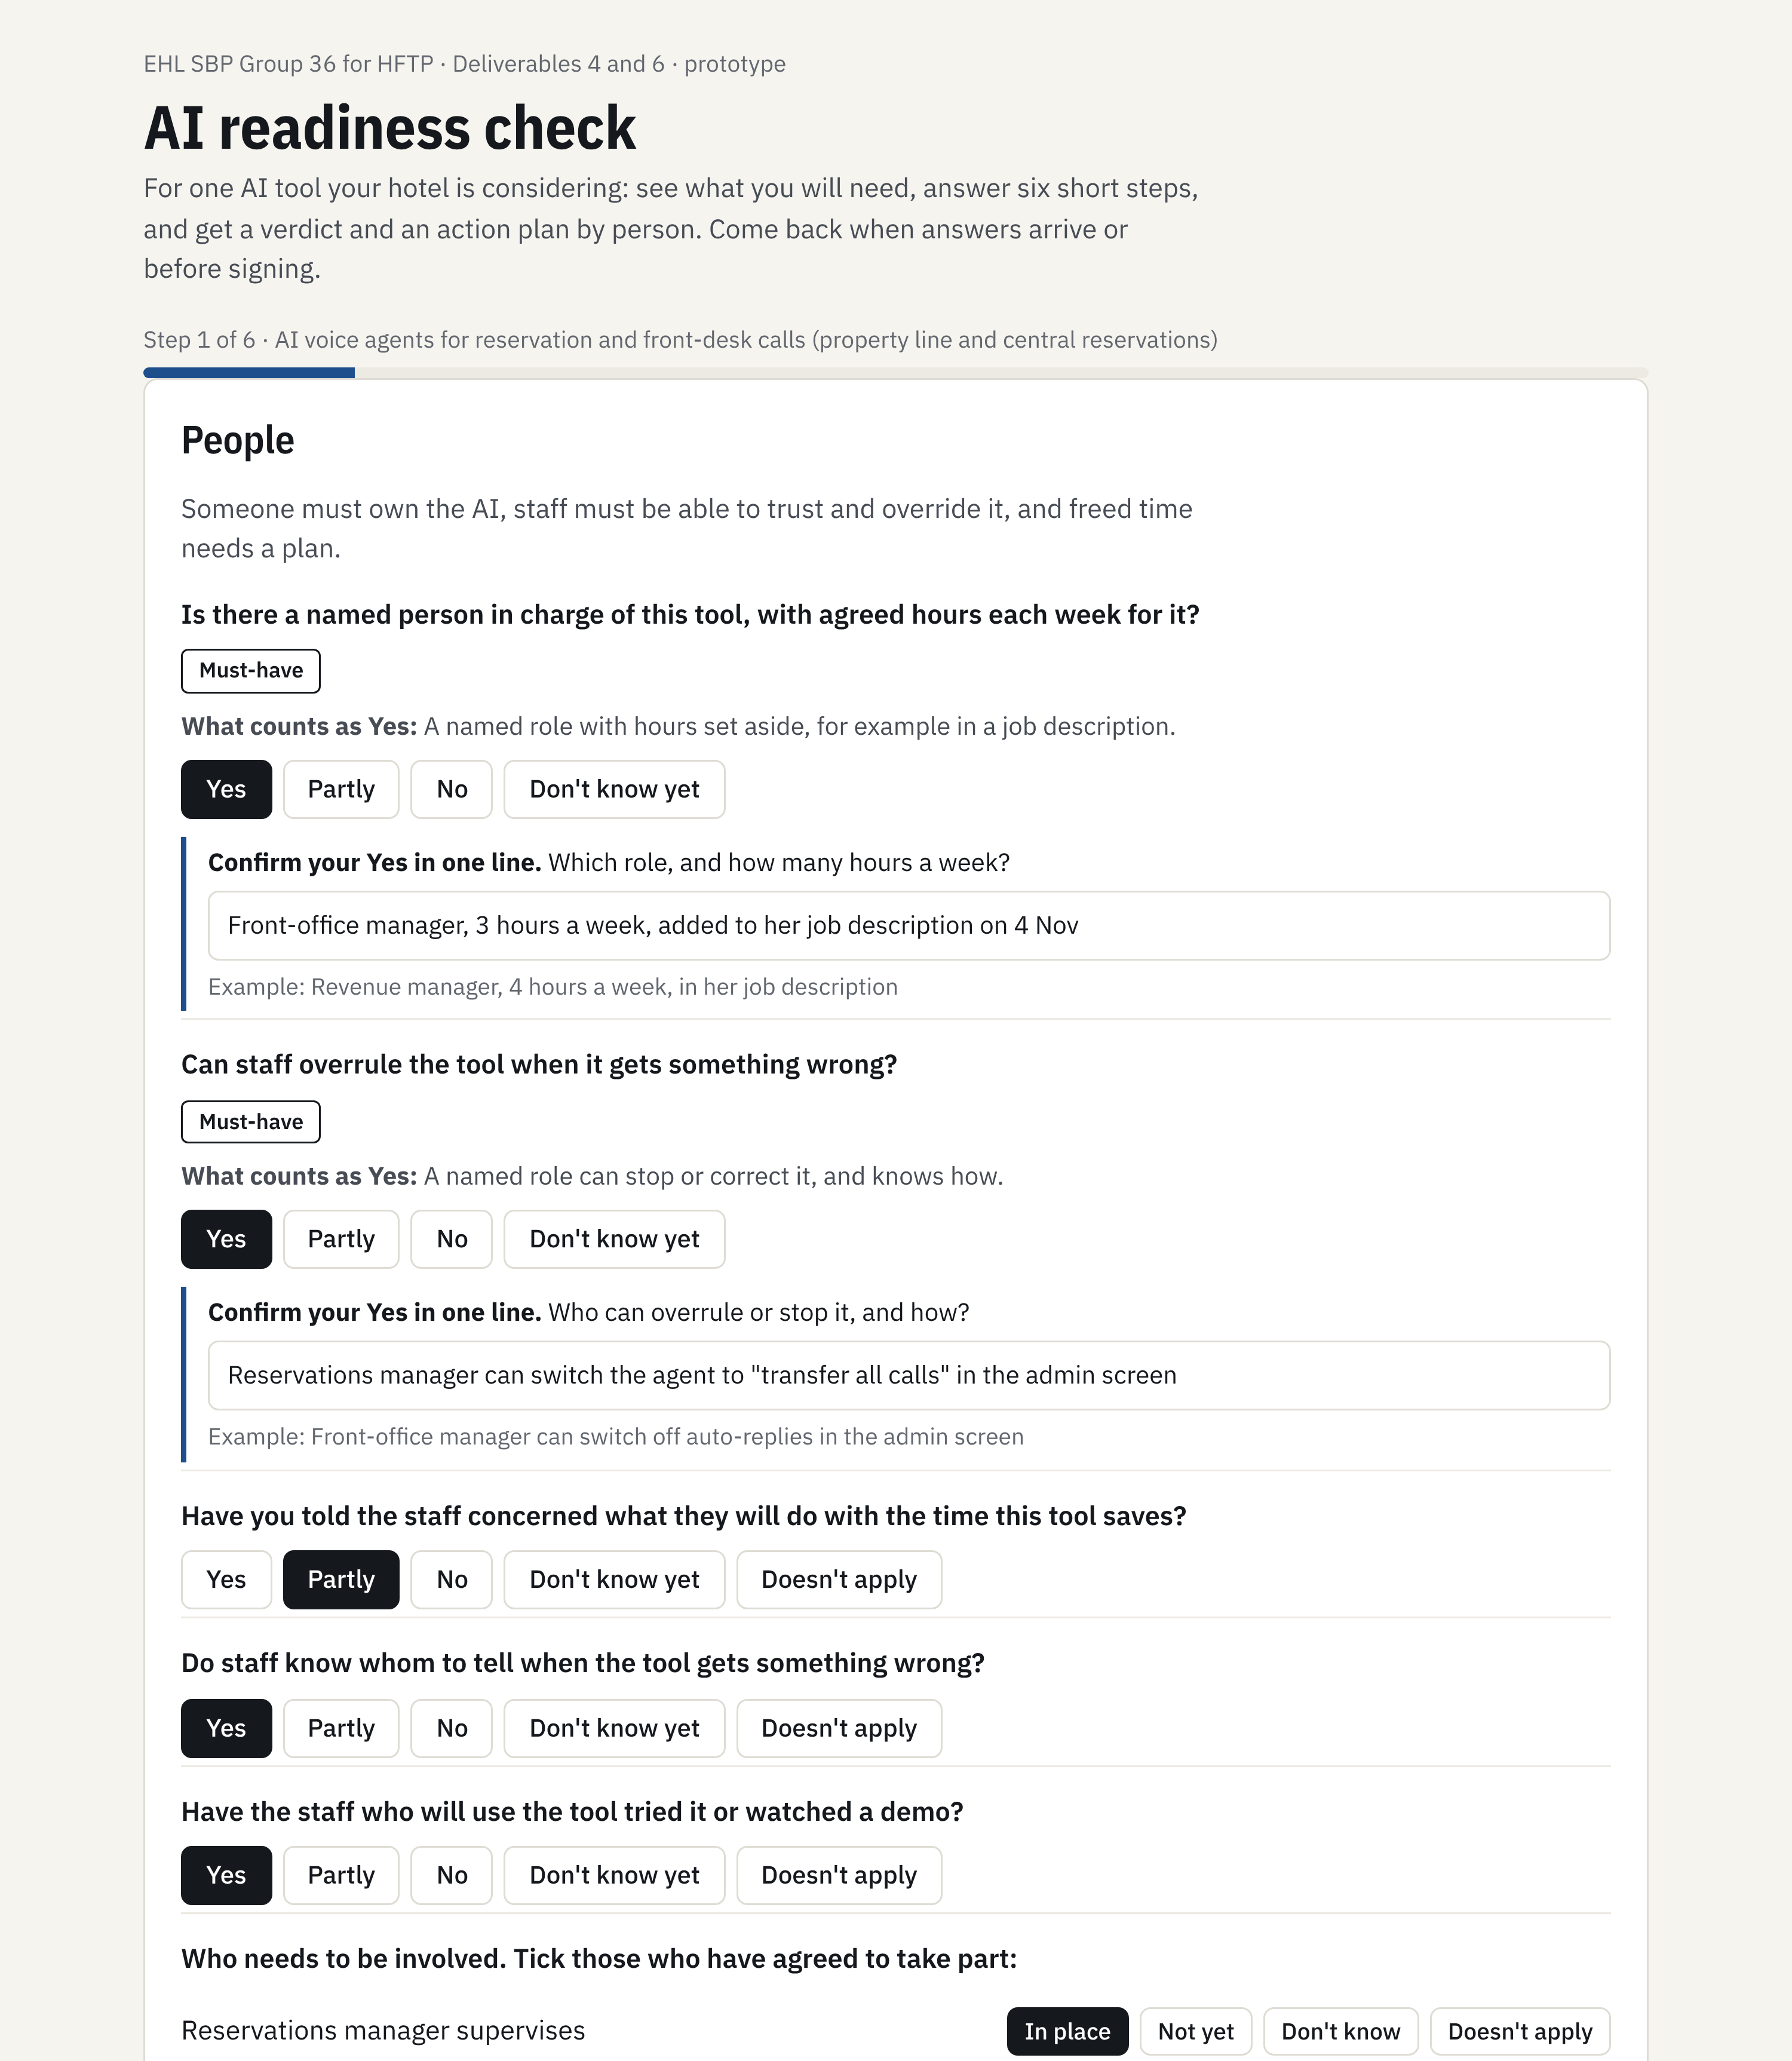 EHL SBP Group 36 for HFTP · Deliverables 4 and 6 · prototype
AI readiness check
For one AI tool your hotel is considering: see what you will need, answer six short steps,
and get a verdict and an action plan by person. Come back when answers arrive or
before signing.
Step 1 of 6 · AI voice agents for reservation and front-desk calls (property line and central reservations)
People
Someone must own the AI, staff must be able to trust and override it, and freed time
needs a plan.
Is there a named person in charge of this tool, with agreed hours each week for it?
Must-have
What counts as Yes: A named role with hours set aside, for example in a job description.
Yes Partly No Don't know yet
Confirm your Yes in one line. Which role, and how many hours a week?
Front-office manager, 3 hours a week, added to her job description on 4 Nov
Example: Revenue manager, 4 hours a week, in her job description
Can staff overrule the tool when it gets something wrong?
Must-have
What counts as Yes: A named role can stop or correct it, and knows how.
Yes Partly No Don't know yet
Confirm your Yes in one line. Who can overrule or stop it, and how?
Reservations manager can switch the agent to "transfer all calls" in the admin screen
Example: Front-office manager can switch off auto-replies in the admin screen
Have you told the staff concerned what they will do with the time this tool saves?
Yes Partly No Don't know yet Doesn't apply
Do staff know whom to tell when the tool gets something wrong?
Yes Partly No Don't know yet Doesn't apply
Have the staff who will use the tool tried it or watched a demo?
Yes Partly No Don't know yet Doesn't apply
Who needs to be involved. Tick those who have agreed to take part:
Reservations manager supervises In place Not yet Don't know Doesn't apply